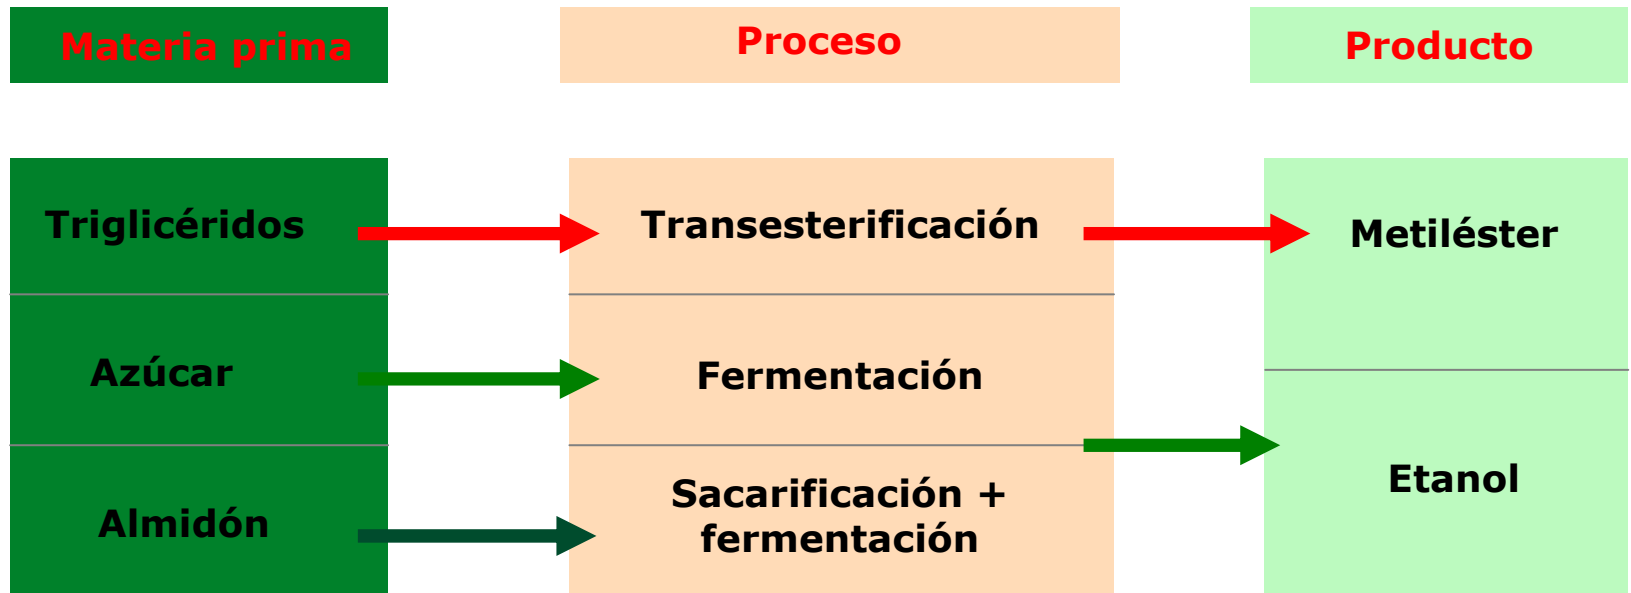 Materia prima
Proceso
Producto
Triglicéridos
Transesterificación
Metiléster
Azúcar
Fermentación
Almidón
Sacarificación +
fermentación
Etanol